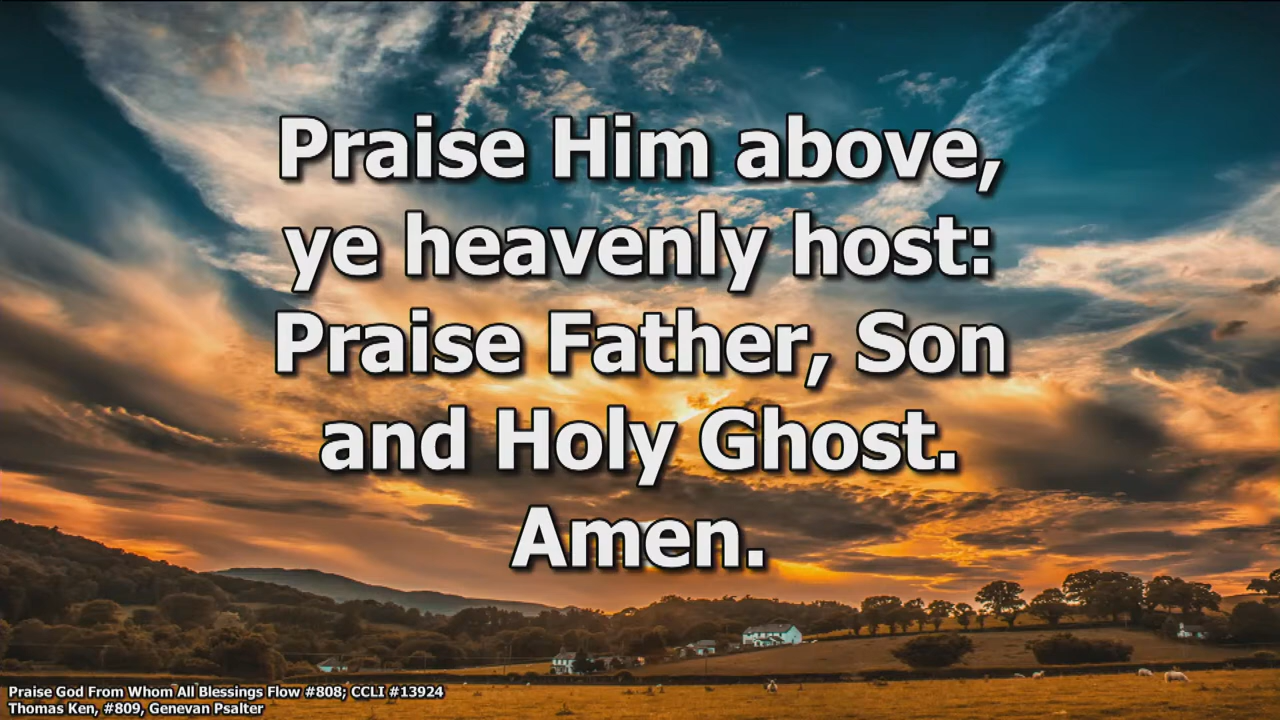 Praise Him above,
ye heavenly host:
Praise Father, Son
and Holy Ghost.
Amen.
Praise God From Whom All Blessings Flow #808; CCLI #13924
Thomas Ken, #809, Genevan Psalter